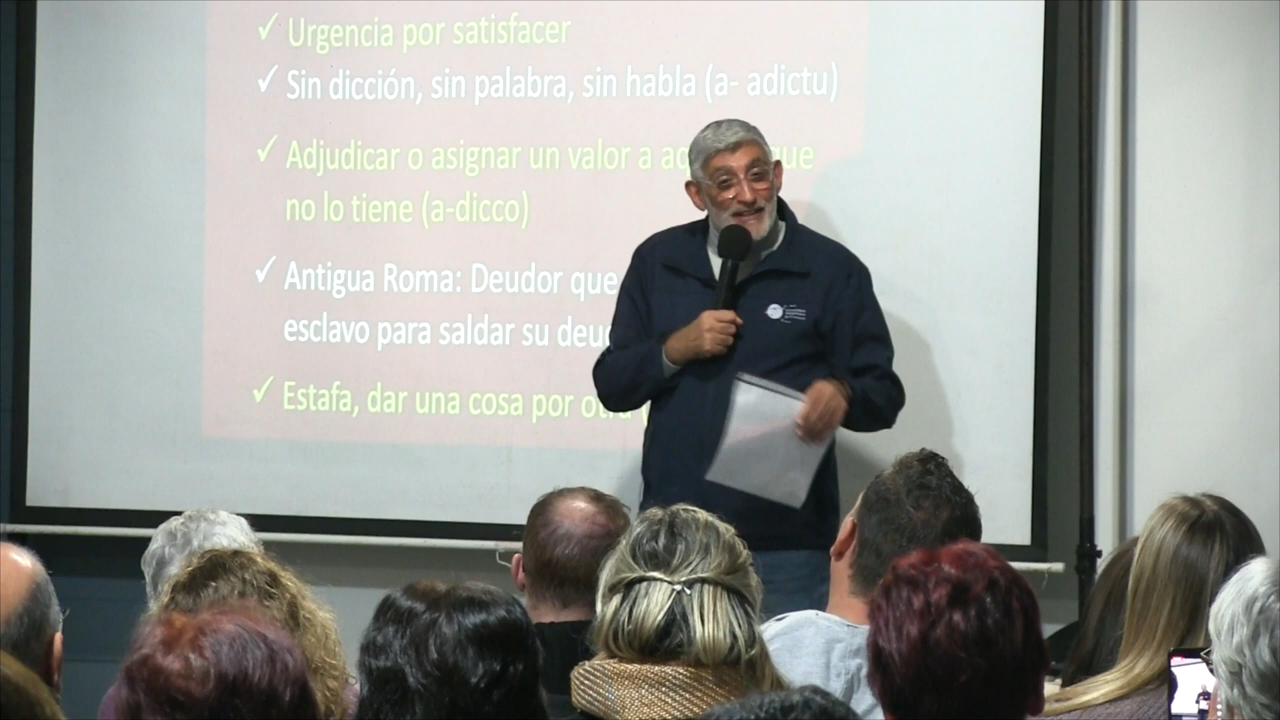 ✓ Urgencia por satisfacer
✓ Sin dicción, sin palabra, sin habla (a- adictu)
✓ Adjudicar o asignar un valor a que
no lo tiene (a-dicco)
✓ Antigua Roma: Deudor que
esclavo para saldar su
✓ Estafa, dar una cosa por